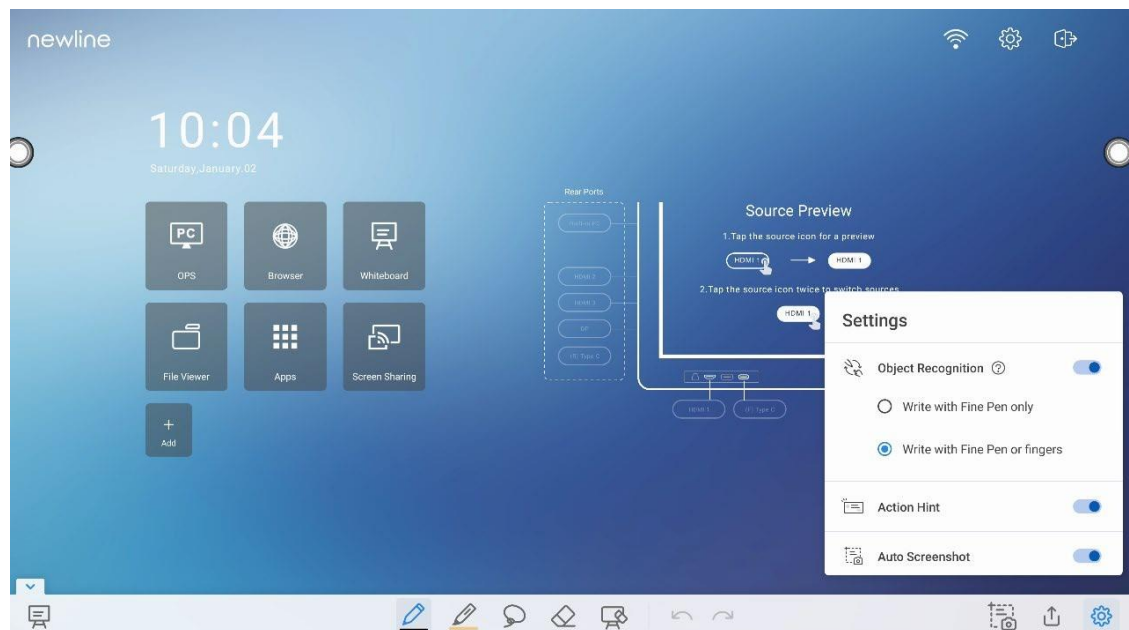 newline
10:04
Saturday,January.02
OPS
Browser
Whiteboard
File Viewer
Apps
Screen Sharing
+
Add
PC
Rear Ports
HDMI 2
HDMI 3
DP
(R) Type C
HDMI 1
(F) Type C
Source Preview
1.Tap the source icon for a preview
HDMI 1
HDMI 1
2.Tap the source icon twice to switch sources
HDMI 1
Settings
Object Recognition ?
Write with Fine Pen only
Write with Fine Pen or fingers
Action Hint
Auto Screenshot